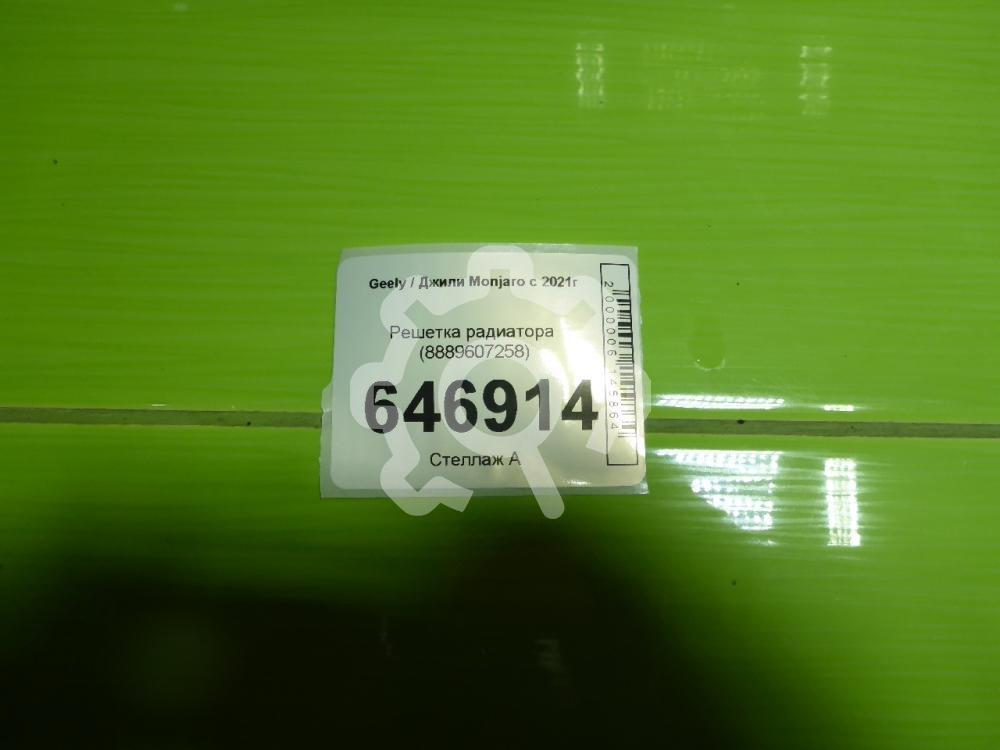 Geely / Джили Monjaro с 2021г
Решетка радиатора
(8889607258)
646914
Стеллаж А